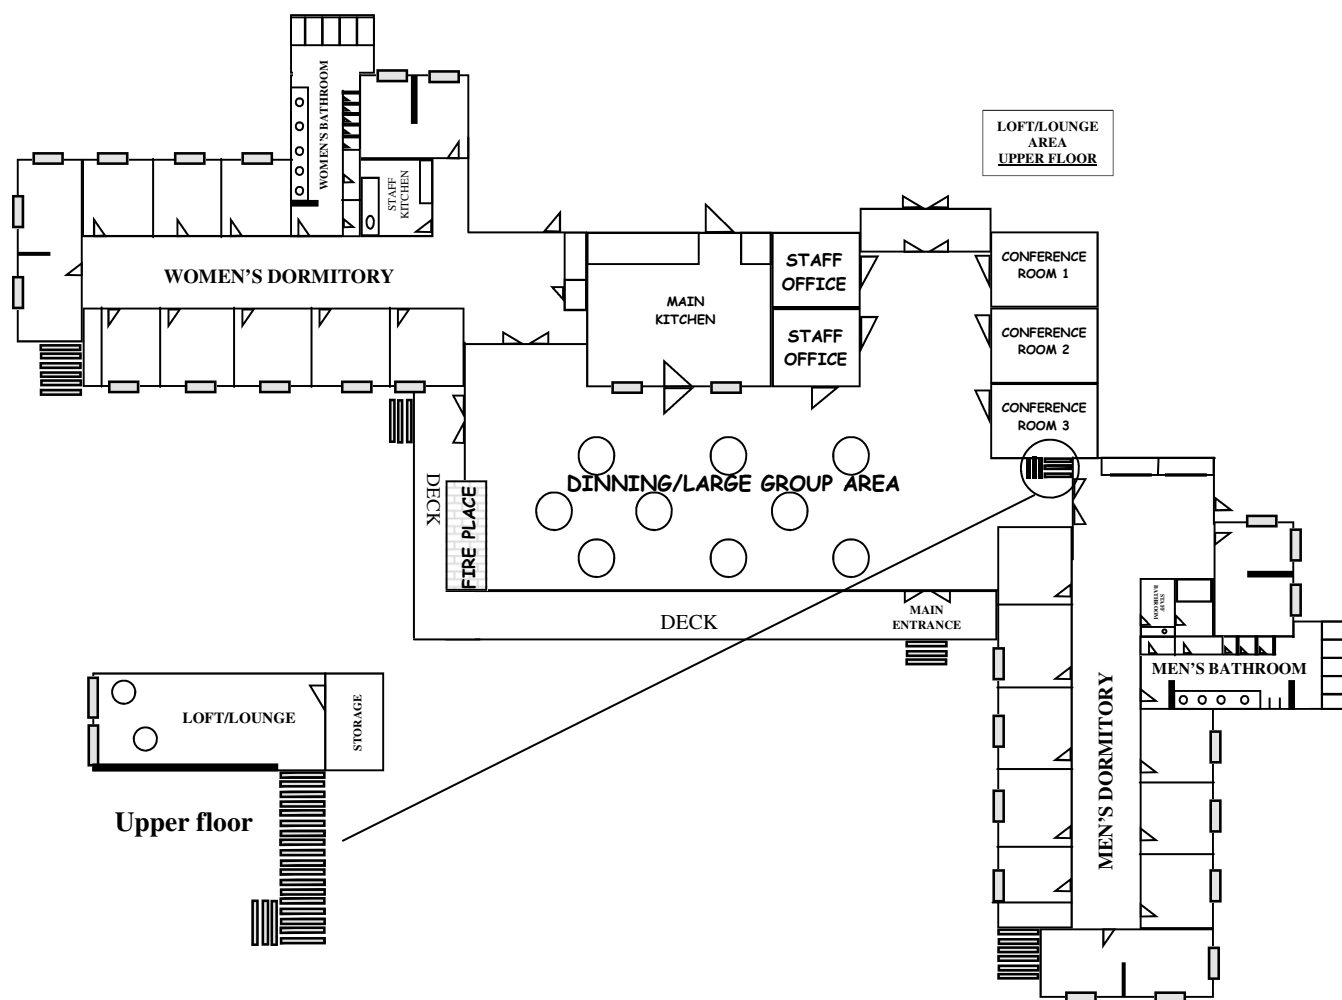 WOMEN'S BATHROOM
LOFT/LOUNGE
AREA
UPPER FLOOR
STAFF
KITCHEN
WOMEN'S DORMITORY
MAIN
KITCHEN
STAFF
OFFICE
STAFF
OFFICE
CONFERENCE
ROOM 1
CONFERENCE
ROOM 2
CONFERENCE
ROOM 3
DECK
FIRE PLACE
DINNING/LARGE GROUP AREA
DECK
MAIN
ENTRANCE
STAFF
BATHROOM
MEN'S BATHROOM
MEN'S DORMITORY
LOFT/LOUNGE
STORAGE
Upper floor